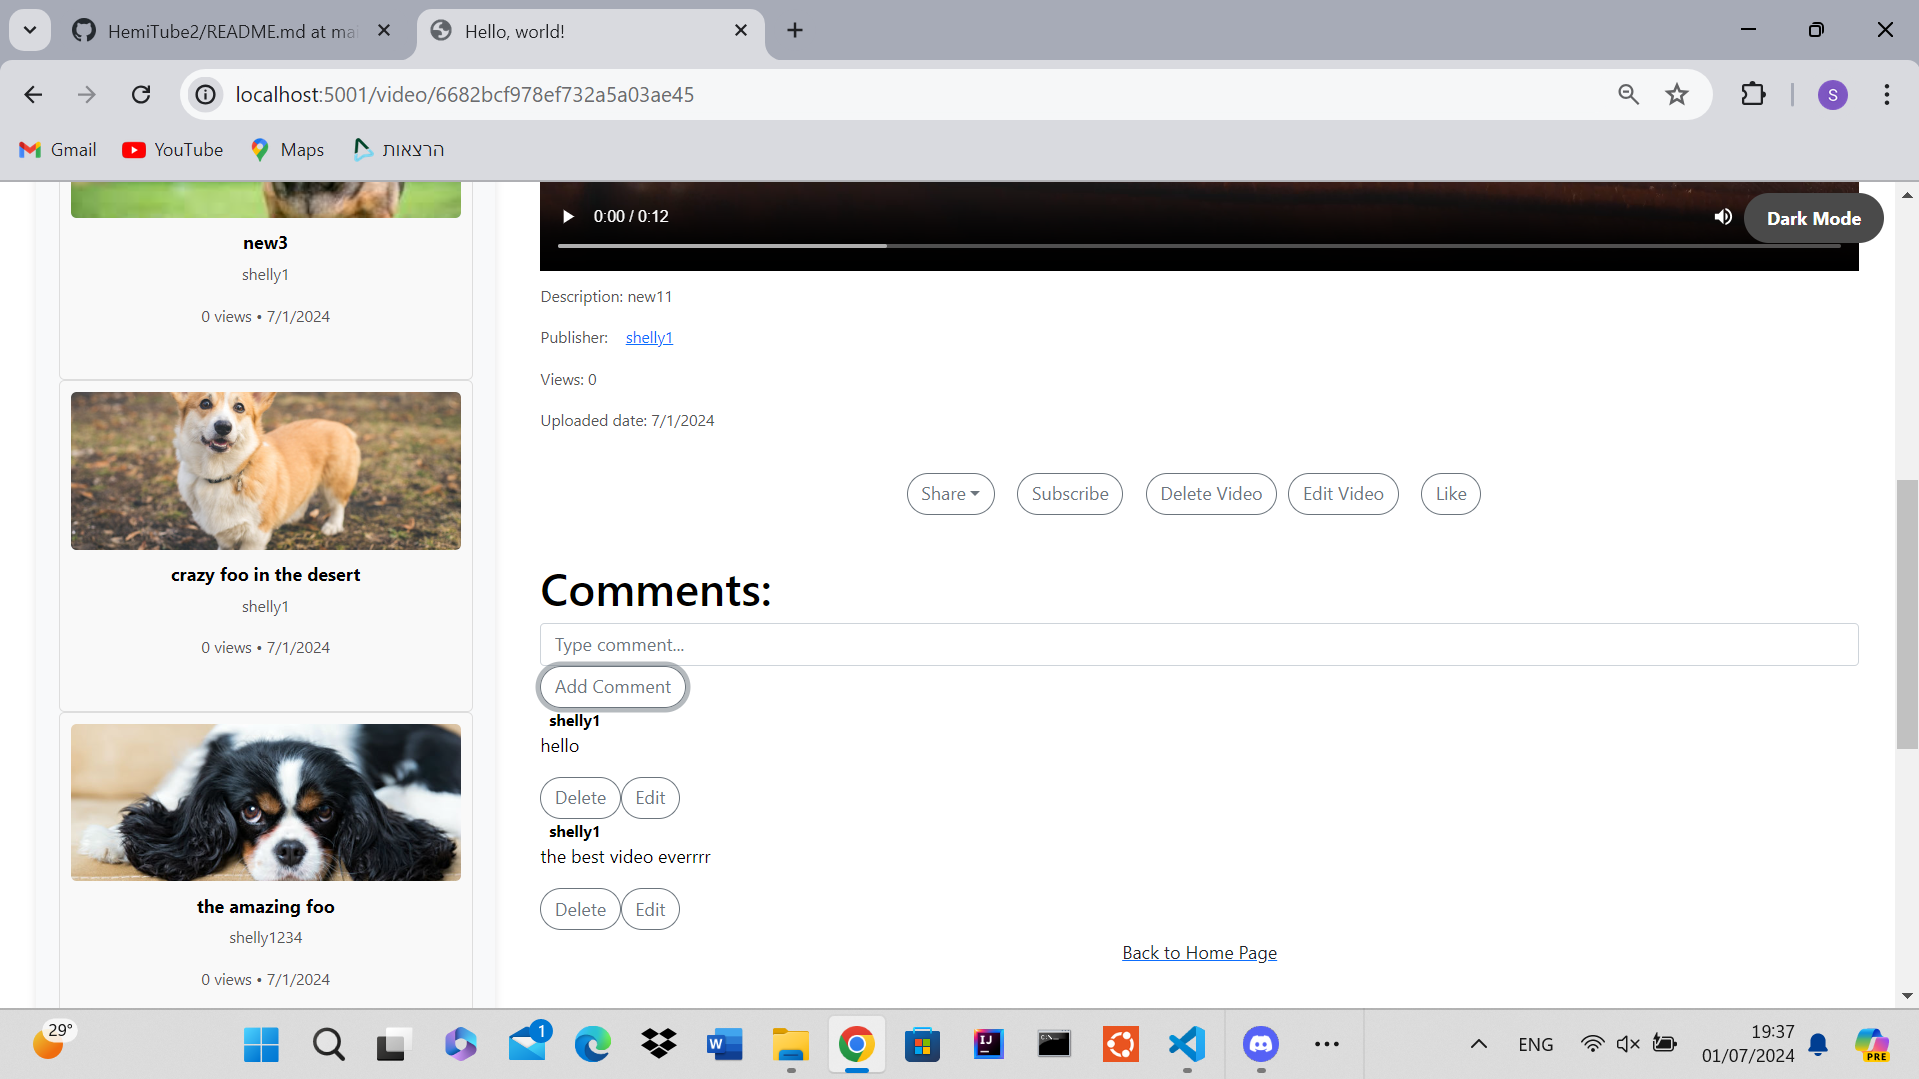 HemiTube2/README.md at mai
Hello, world!
localhost:5001/video/6682bcf978ef732a5a03ae45
S
Gmail
YouTube
Maps
הרצאות
new3
shelly1
0 views • 7/1/2024
crazy foo in the desert
shelly1
0 views • 7/1/2024
the amazing foo
shelly1234
0 views • 7/1/2024
0:00 / 0:12
Dark Mode
Description: new11
Publisher: shelly1
Views: 0
Uploaded date: 7/1/2024
Share
Subscribe
Delete Video
Edit Video
Like
Comments:
Type comment...
Add Comment
shelly1
hello
Delete
Edit
shelly1
the best video everrrr
Delete
Edit
Back to Home Page
29°
1
W
IJ
C:\_
ENG
19:37
01/07/2024
PRE